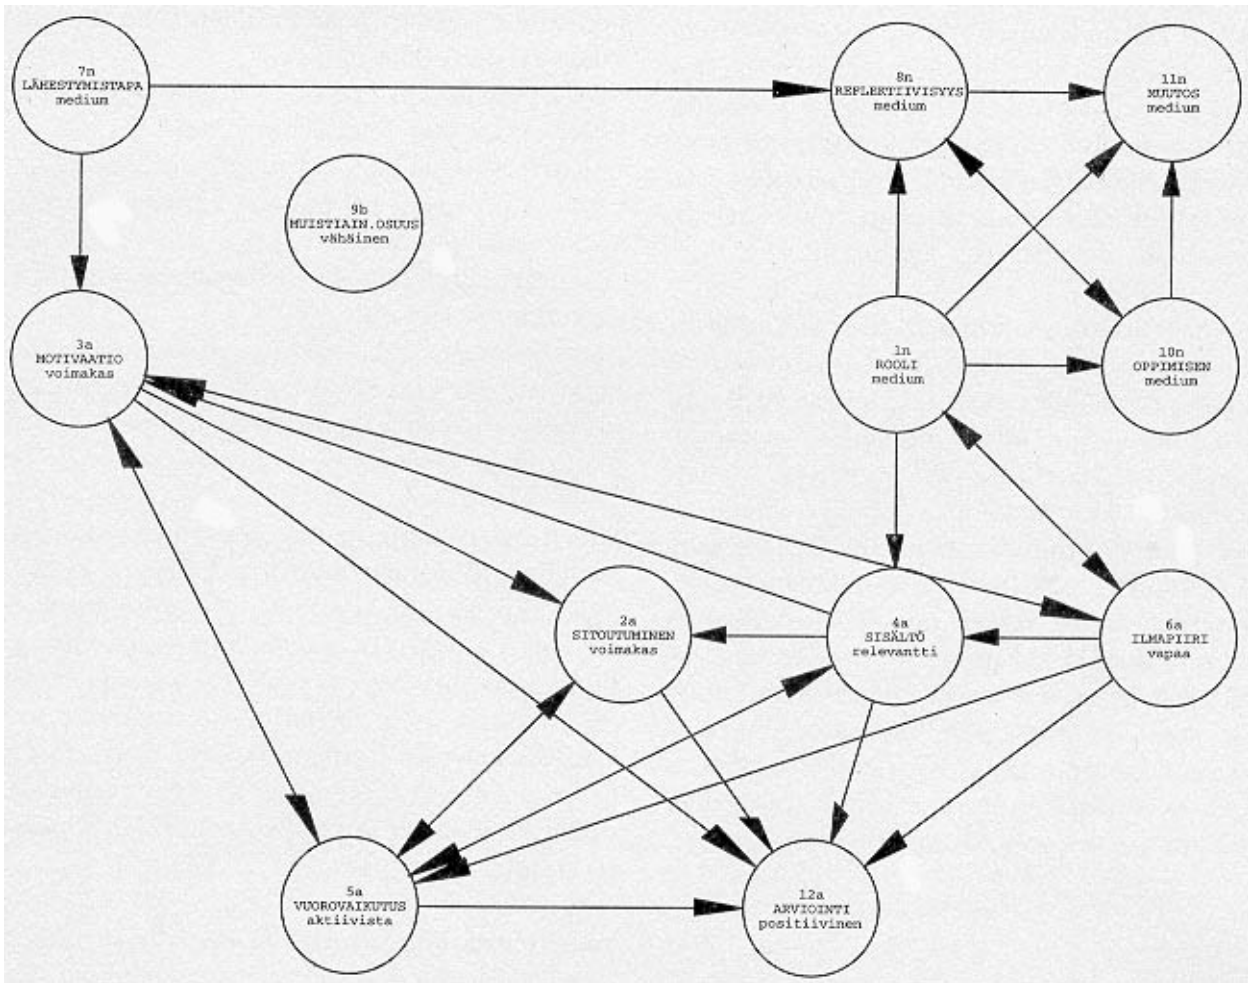 7n
LÄHESTYMISTAPA
medium
8n
REFLEKTIIVISYYS
medium
11n
MUUTOS
medium
9b
MUISTIAIN.OSUUS
vähäinen
3a
MOTIVAATIO
voimakas
1n
ROOLI
medium
10n
OPPIMISEN
medium
2a
SITOUTUMINEN
voimakas
4a
SISÄLTÖ
relevantti
6a
ILMAPIIRI
vapaa
5a
VUOROVAIKUTUS
aktiivista
12a
ARVIOINTI
positiivinen